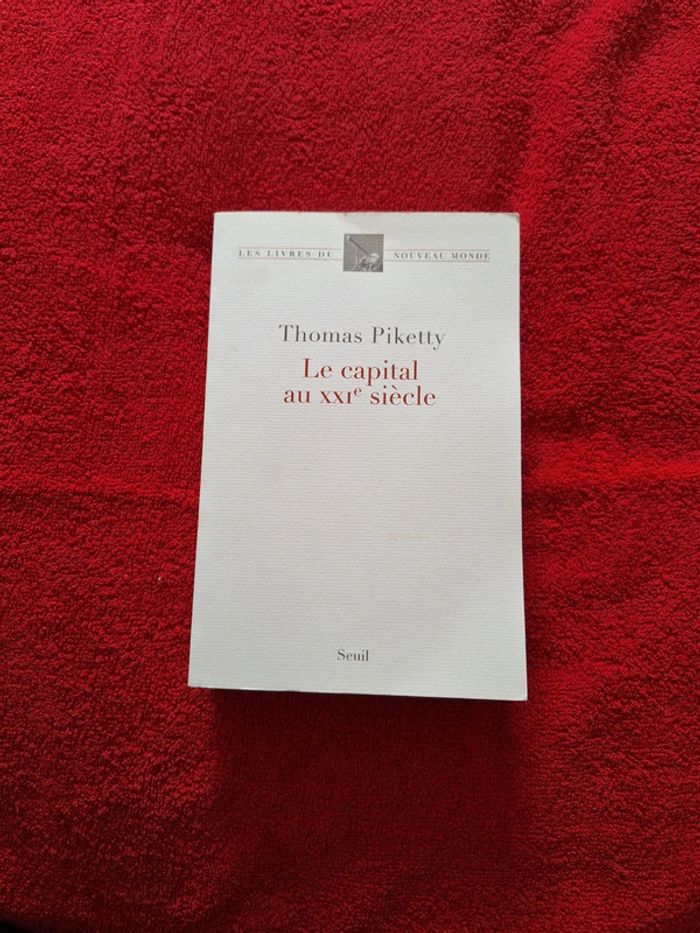 LES LIVRES DU NOUVEAU MONDE
Thomas Piketty
Le capital
au XXIe siècle
Seuil